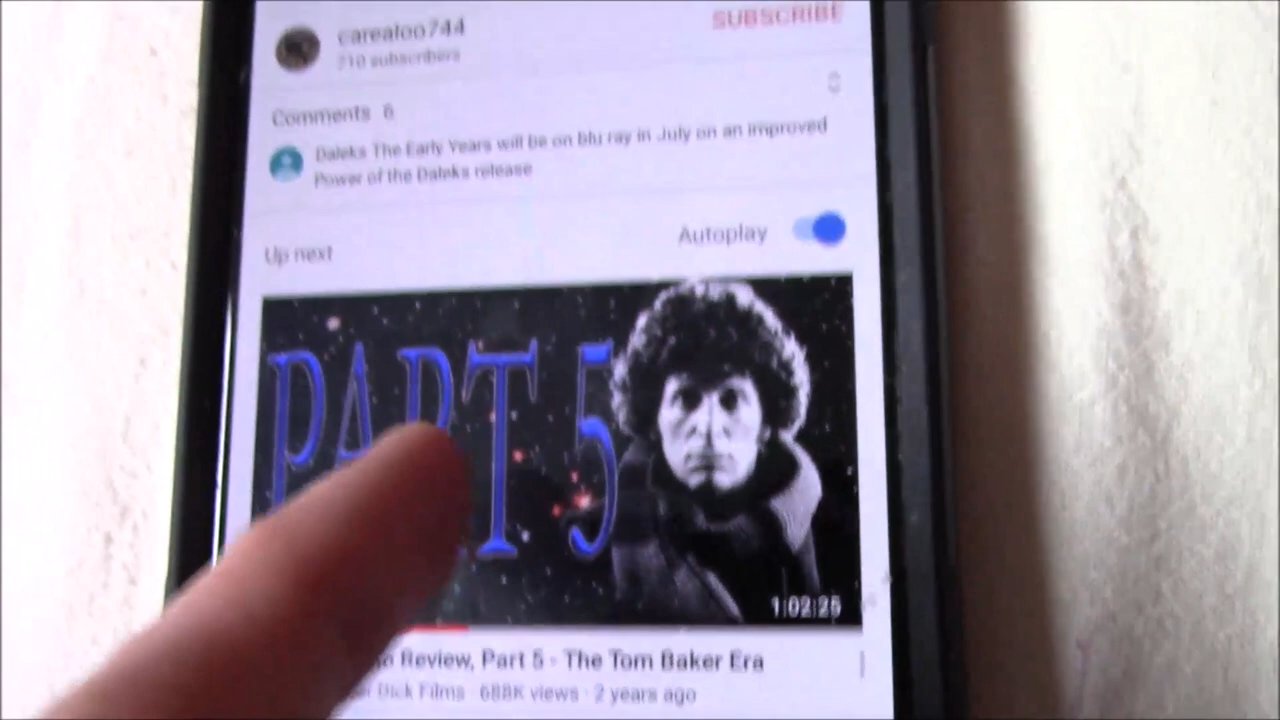 carealoo744
SUBSCRIBE
210 subscribers
Comments 6
Daleks The Early Years will be on blu ray in July on an improved
Power of the Daleks release
Up next
Autoplay
PART 5
1:02:25
Review, Part 5 - The Tom Baker Era
Dick Films · 688K views · 2 years ago